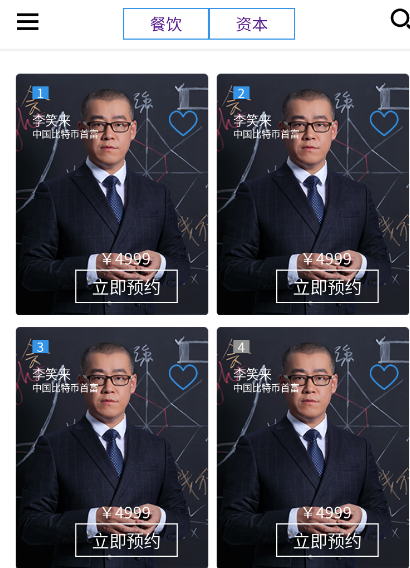 餐饮 资本
1
李笑来
中国比特币首富
￥4999
立即预约
2
李笑来
中国比特币首富
￥4999
立即预约
3
李笑来
中国比特币首富
￥4999
立即预约
4
李笑来
中国比特币首富
￥4999
立即预约